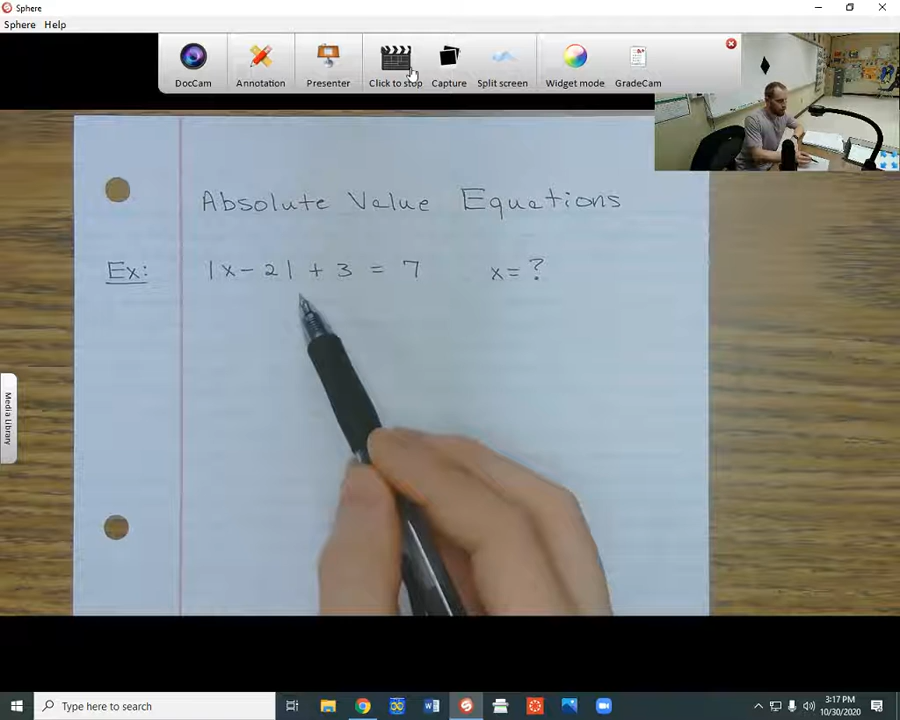 Sphere
Sphere Help
DocCam Annotation Presenter Click to stop Capture Split screen Widget mode GradeCam
Absolute Value Equations
Ex: |x-2| + 3 = 7 x= ?
Media Library
Type here to search
3:17 PM
10/30/2020